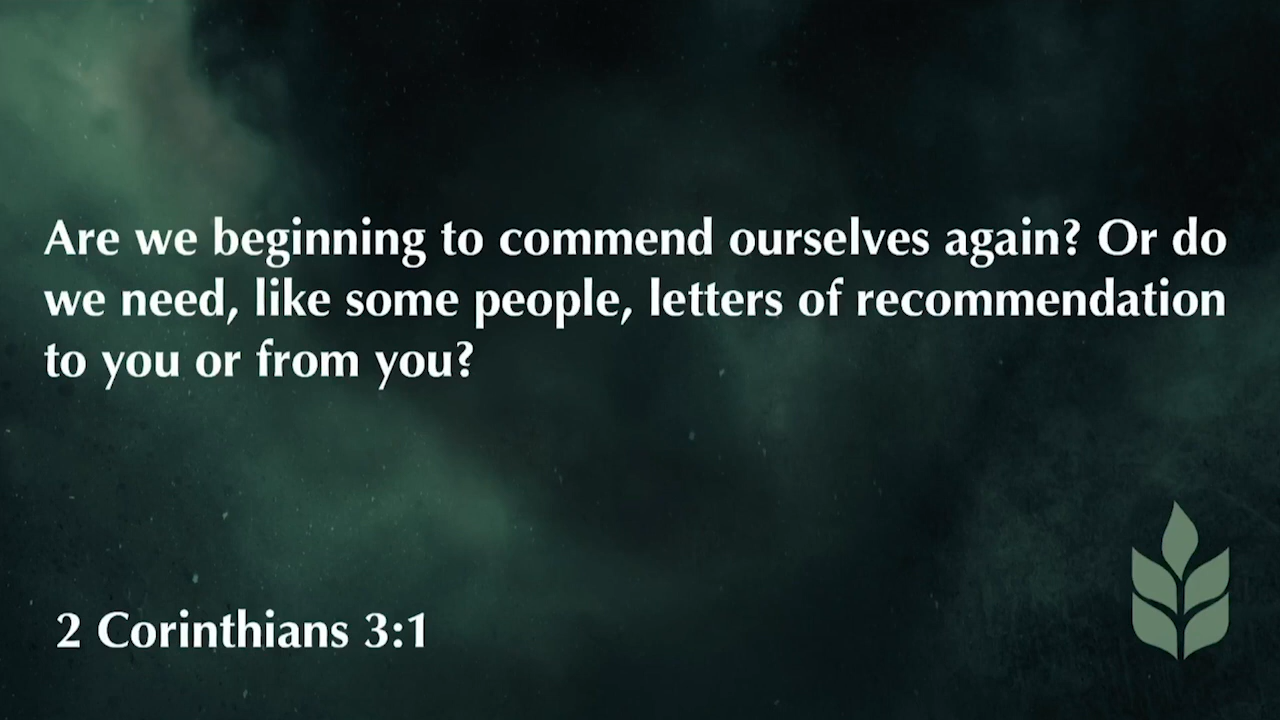 Are we beginning to commend ourselves again? Or do
we need, like some people, letters of recommendation
to you or from you?
2 Corinthians 3:1